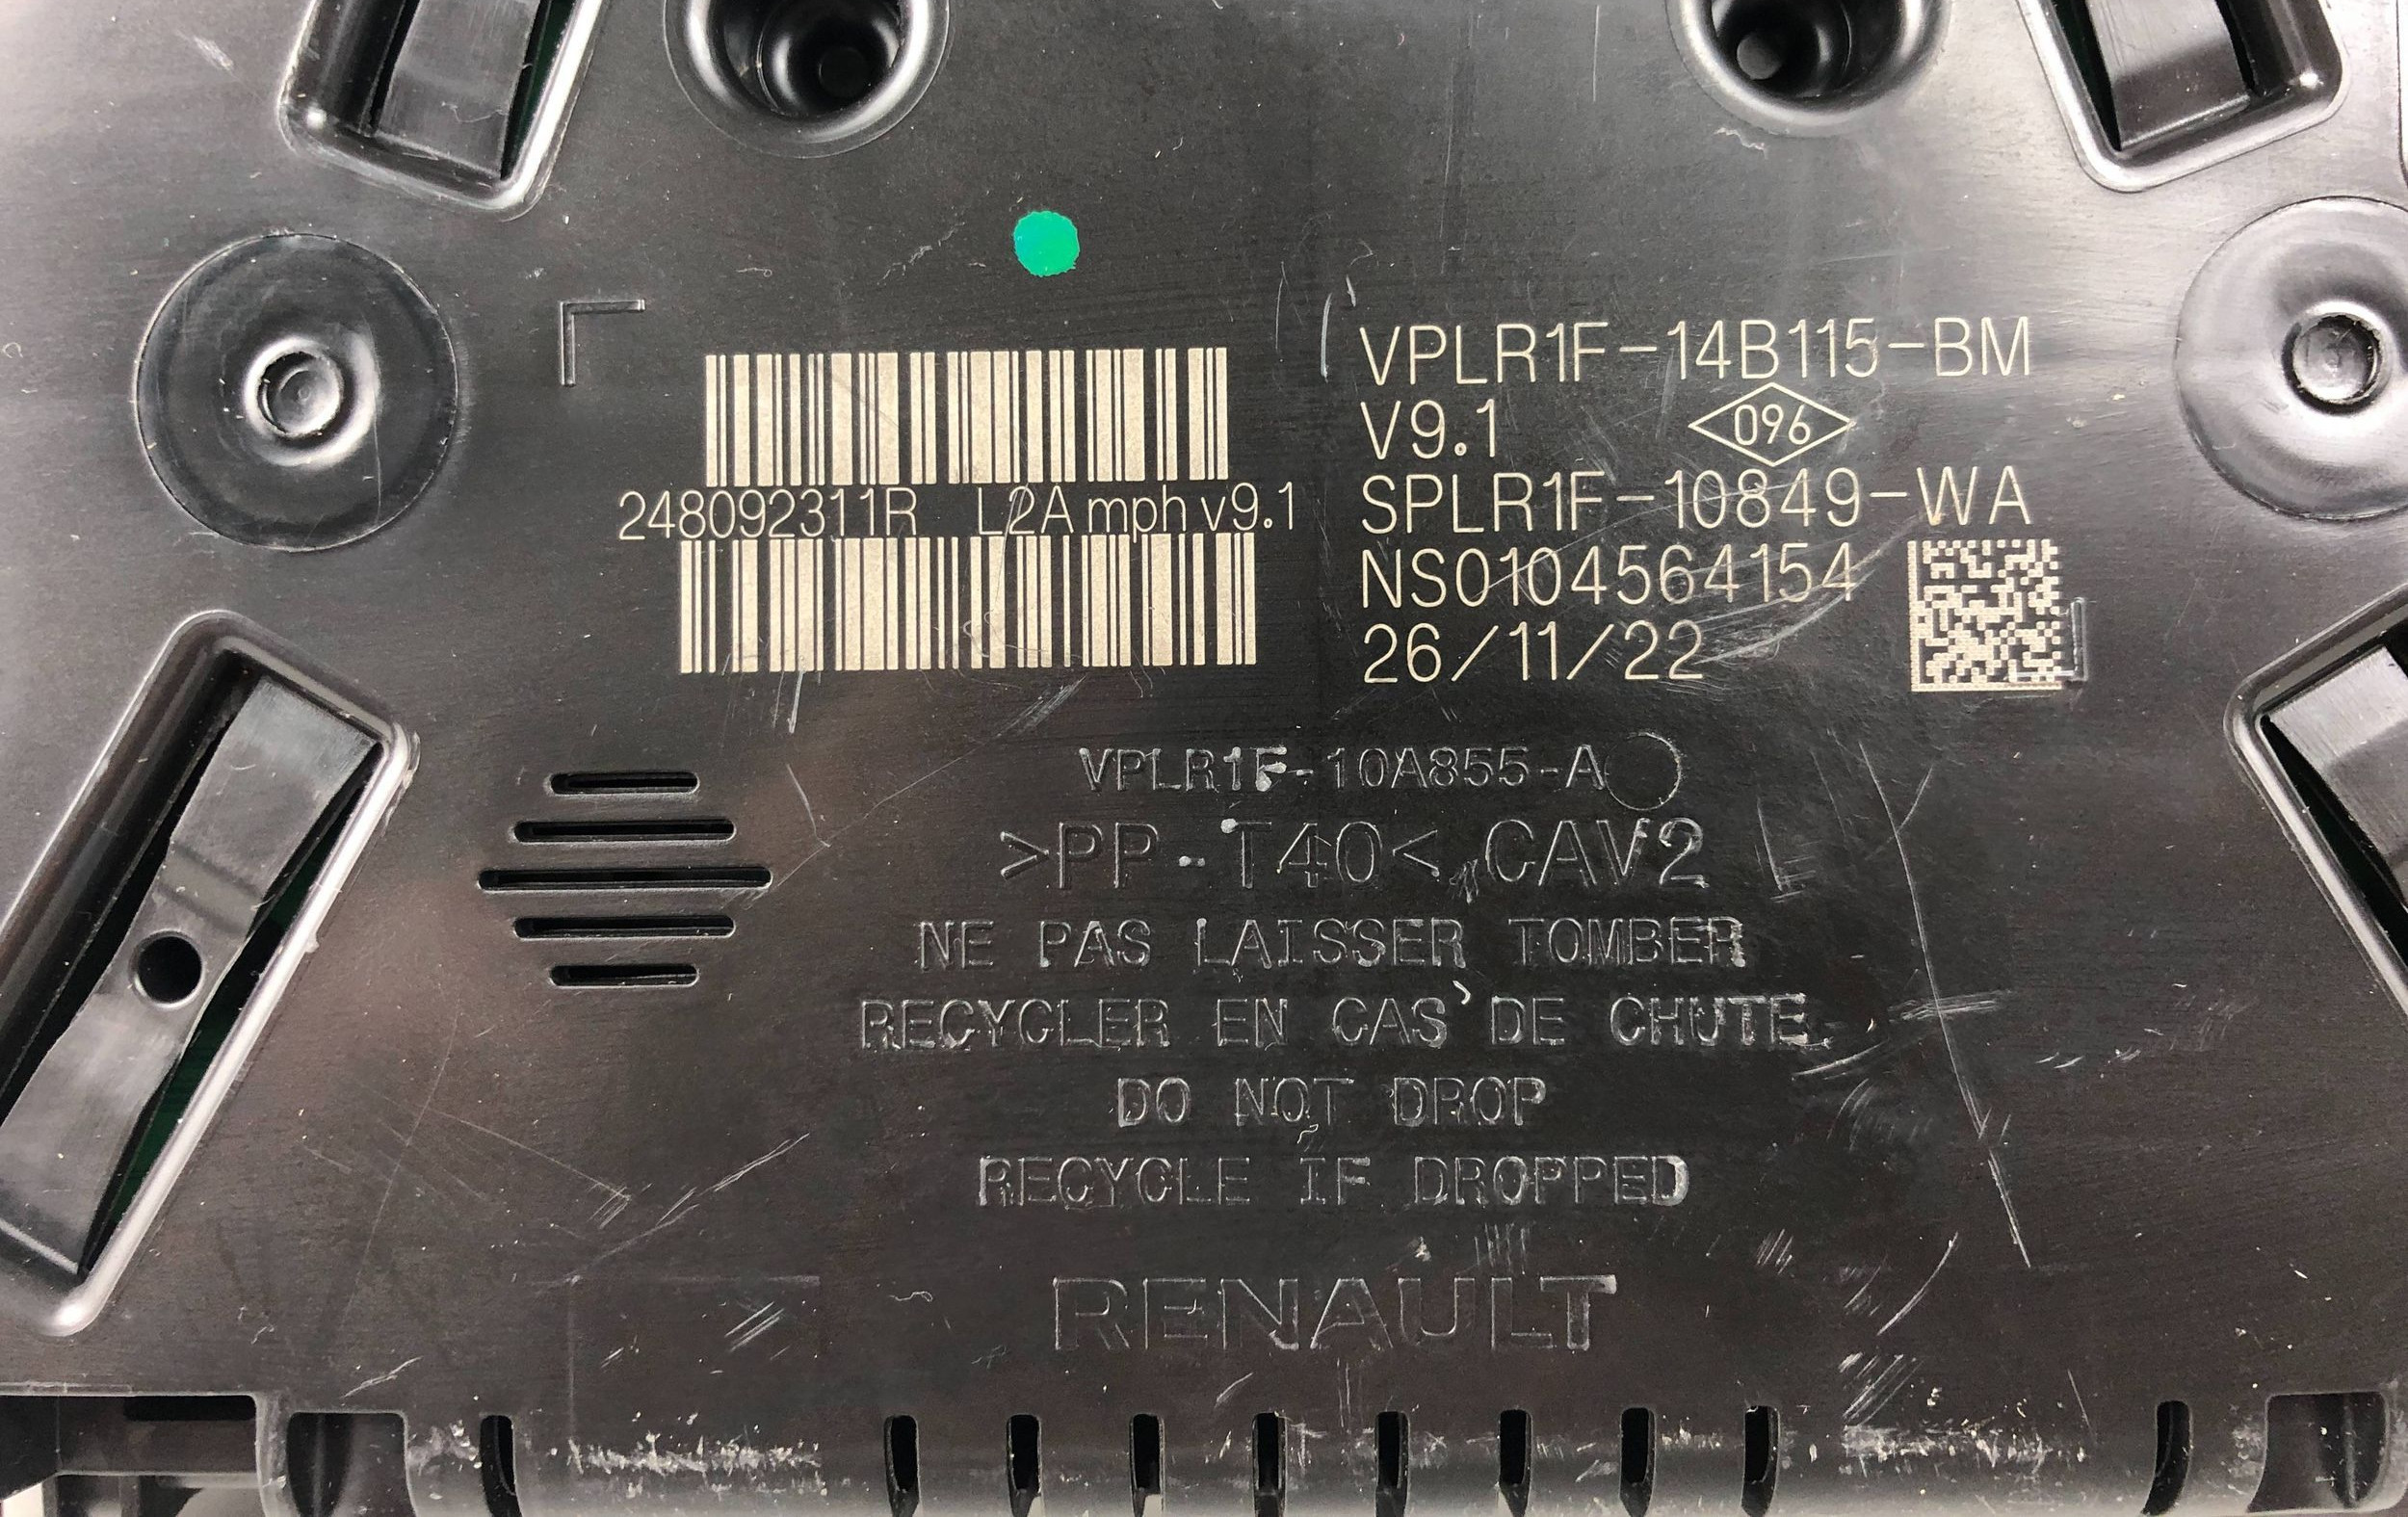 248092311R L2A mph v9.1
VPLR1F-14B115-BM
V9.1
096
SPLR1F-10849-WA
NS0104564154
26/11/22
VPLR1F-10A855-A
>PP-T40< CAV2
NE PAS LAISSER TOMBER
RECYCLER EN CAS DE CHUTE
DO NOT DROP
RECYCLE IF DROPPED
RENAULT